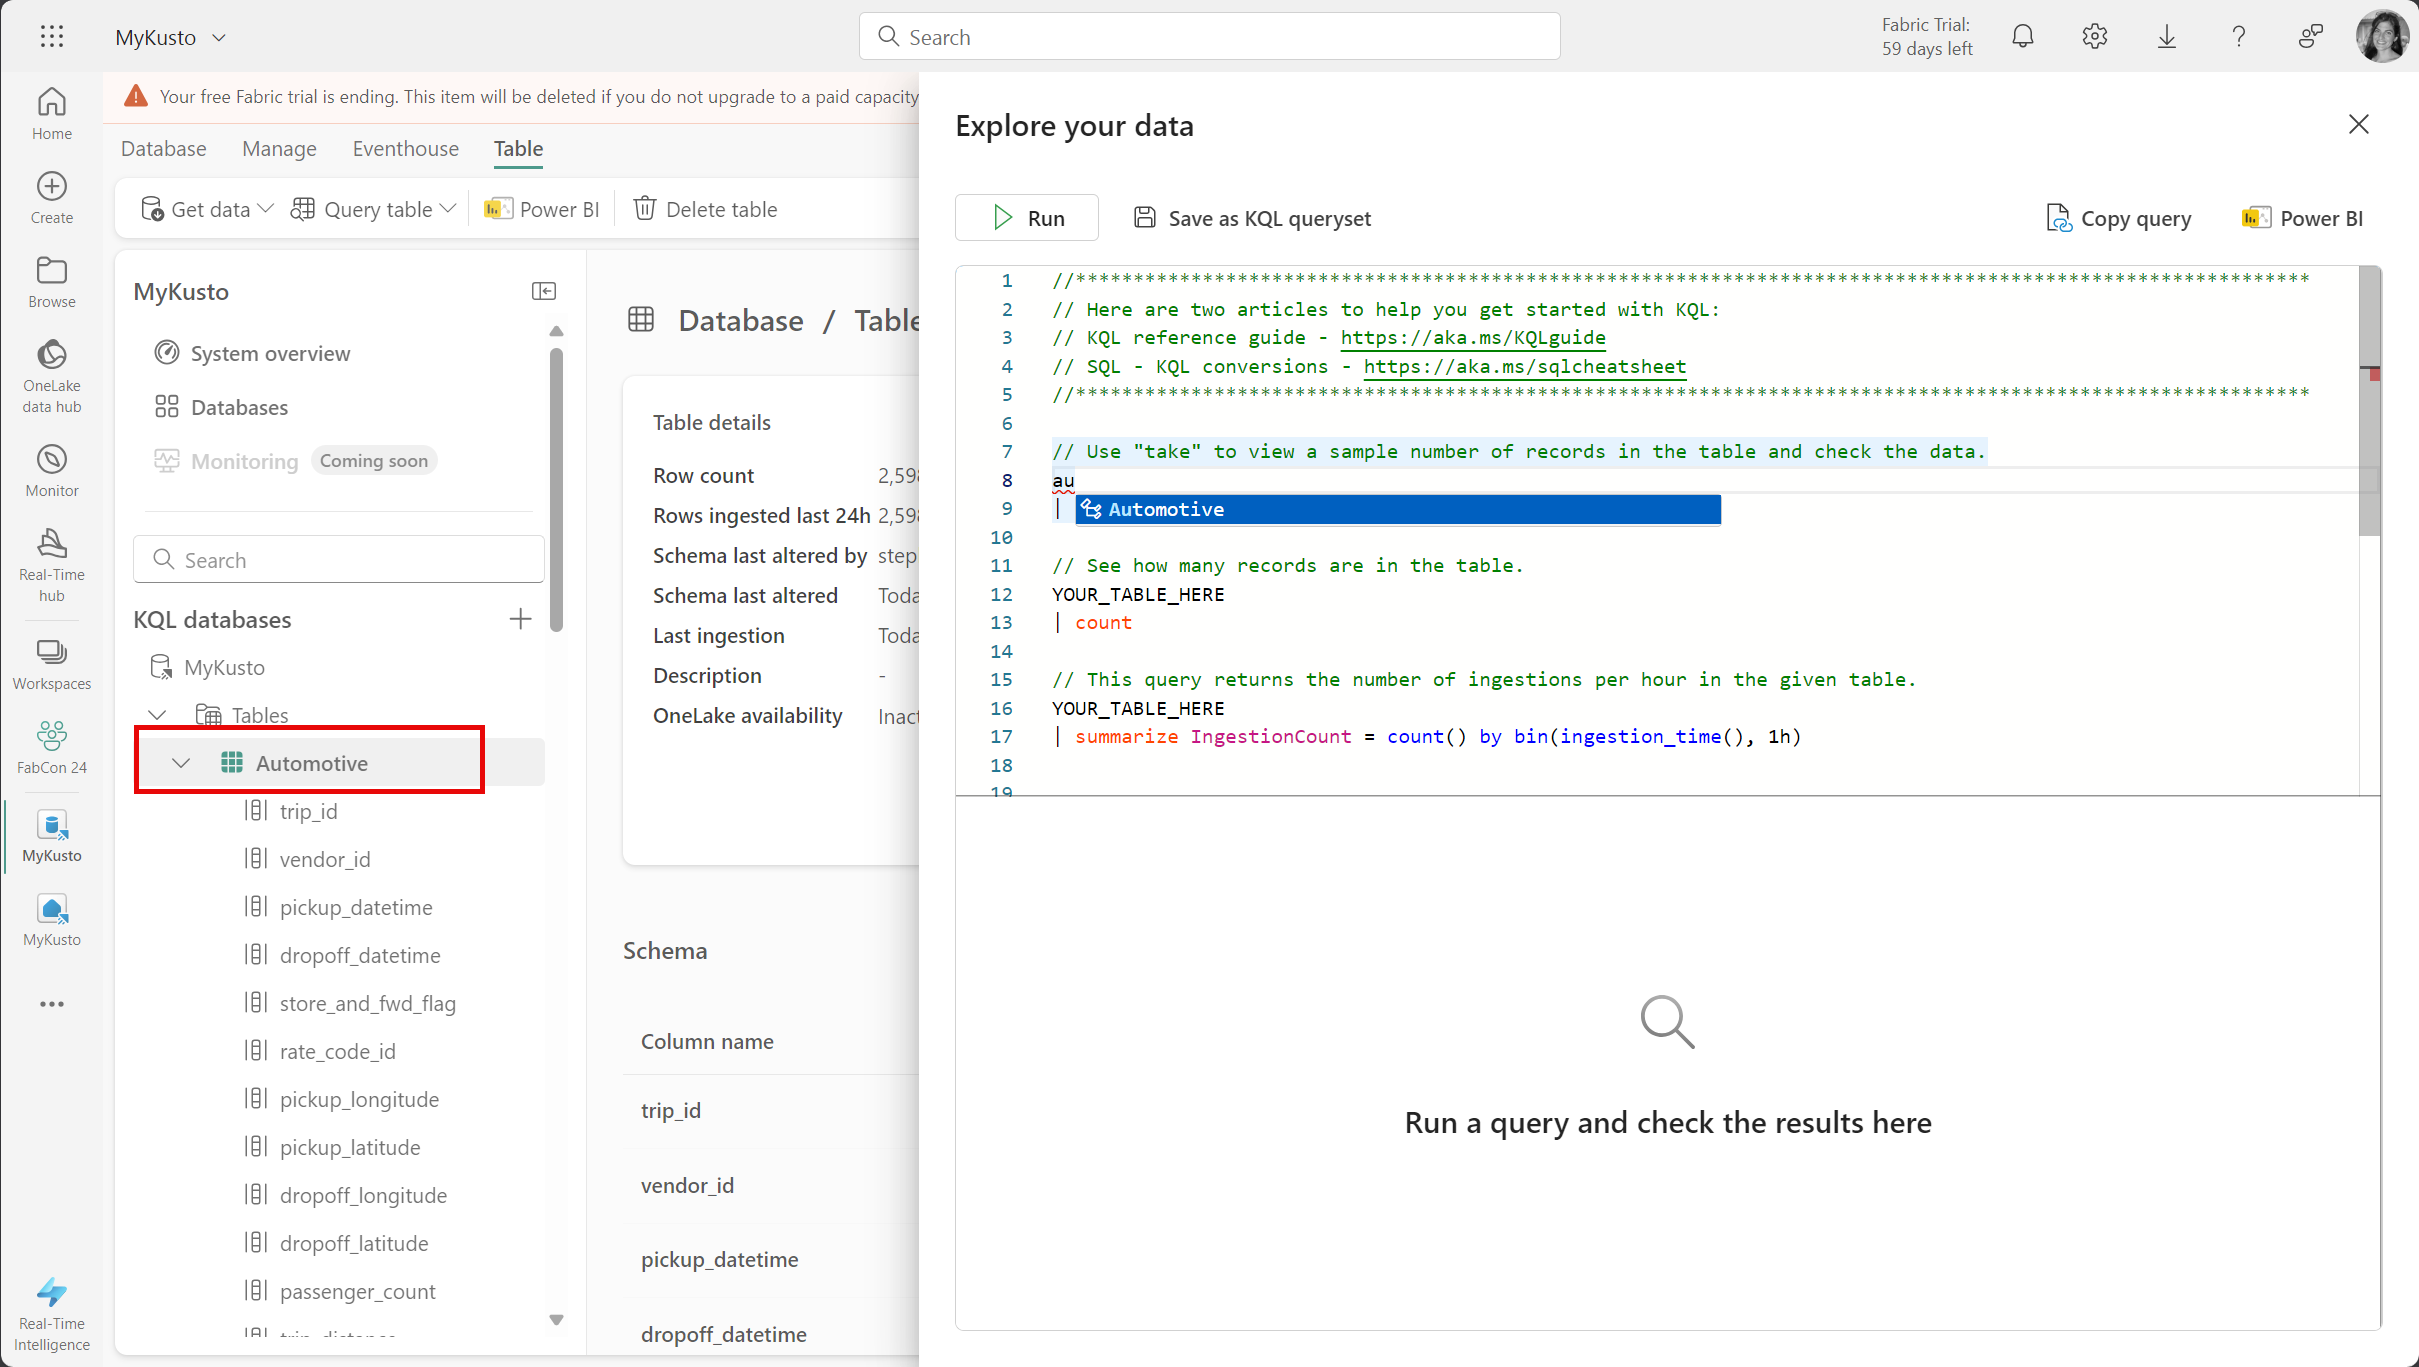 MyKusto
Search
Fabric Trial:
59 days left
Home
Create
Browse
OneLake
data hub
Monitor
Real-Time
hub
Workspaces
FabCon 24
MyKusto
MyKusto
Real-Time
Intelligence
Your free Fabric trial is ending. This item will be deleted if you do not upgrade to a paid capacity
Database Manage Eventhouse Table
Get data Query table Power BI Delete table
MyKusto
System overview
Databases
Monitoring Coming soon
Search
KQL databases
MyKusto
Tables
Automotive
trip_id
vendor_id
pickup_datetime
dropoff_datetime
store_and_fwd_flag
rate_code_id
pickup_longitude
pickup_latitude
dropoff_longitude
dropoff_latitude
passenger_count
Database / Table
Table details
Row count 2,598
Rows ingested last 24h 2,598
Schema last altered by step
Schema last altered Toda
Last ingestion Toda
Description -
OneLake availability Inact
Schema
Column name
trip_id
vendor_id
pickup_datetime
dropoff_datetime
Explore your data
Run Save as KQL queryset Copy query Power BI
1 //***********************************************************************************************************
2 // Here are two articles to help you get started with KQL:
3 // KQL reference guide - https://aka.ms/KQLguide
4 // SQL - KQL conversions - https://aka.ms/sqlcheatsheet
5 //***********************************************************************************************************
6
7 // Use "take" to view a sample number of records in the table and check the data.
8 au
9 | Automotive
10
11 // See how many records are in the table.
12 YOUR_TABLE_HERE
13 | count
14
15 // This query returns the number of ingestions per hour in the given table.
16 YOUR_TABLE_HERE
17 | summarize IngestionCount = count() by bin(ingestion_time(), 1h)
18
19
Run a query and check the results here